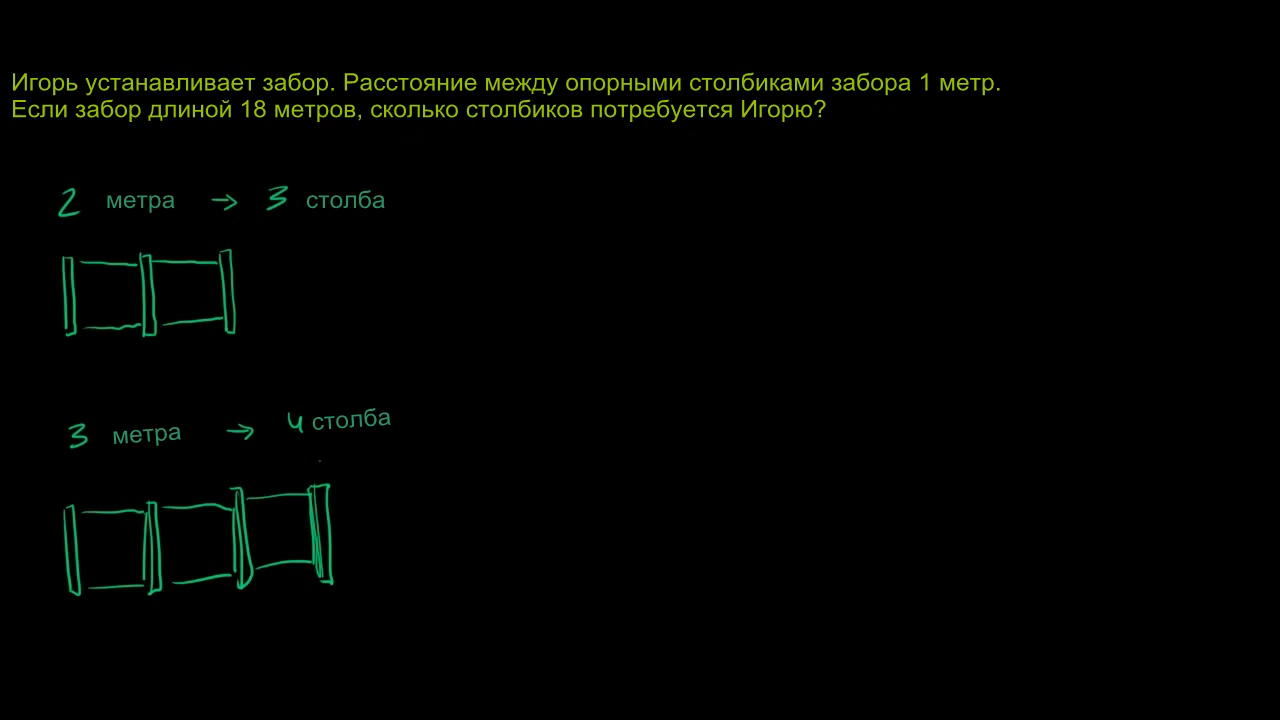 Игорь устанавливает забор. Расстояние между опорными столбиками забора 1 метр.
Если забор длиной 18 метров, сколько столбиков потребуется Игорю?
2 метра → 3 столба
3 метра → 4 столба